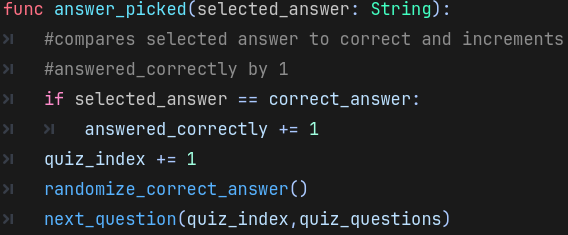 func answer_picked(selected_answer: String):
#compares selected answer to correct and increments
#answered_correctly by 1
if selected_answer == correct_answer:
answered_correctly += 1
quiz_index += 1
randomize_correct_answer()
next_question(quiz_index,quiz_questions)